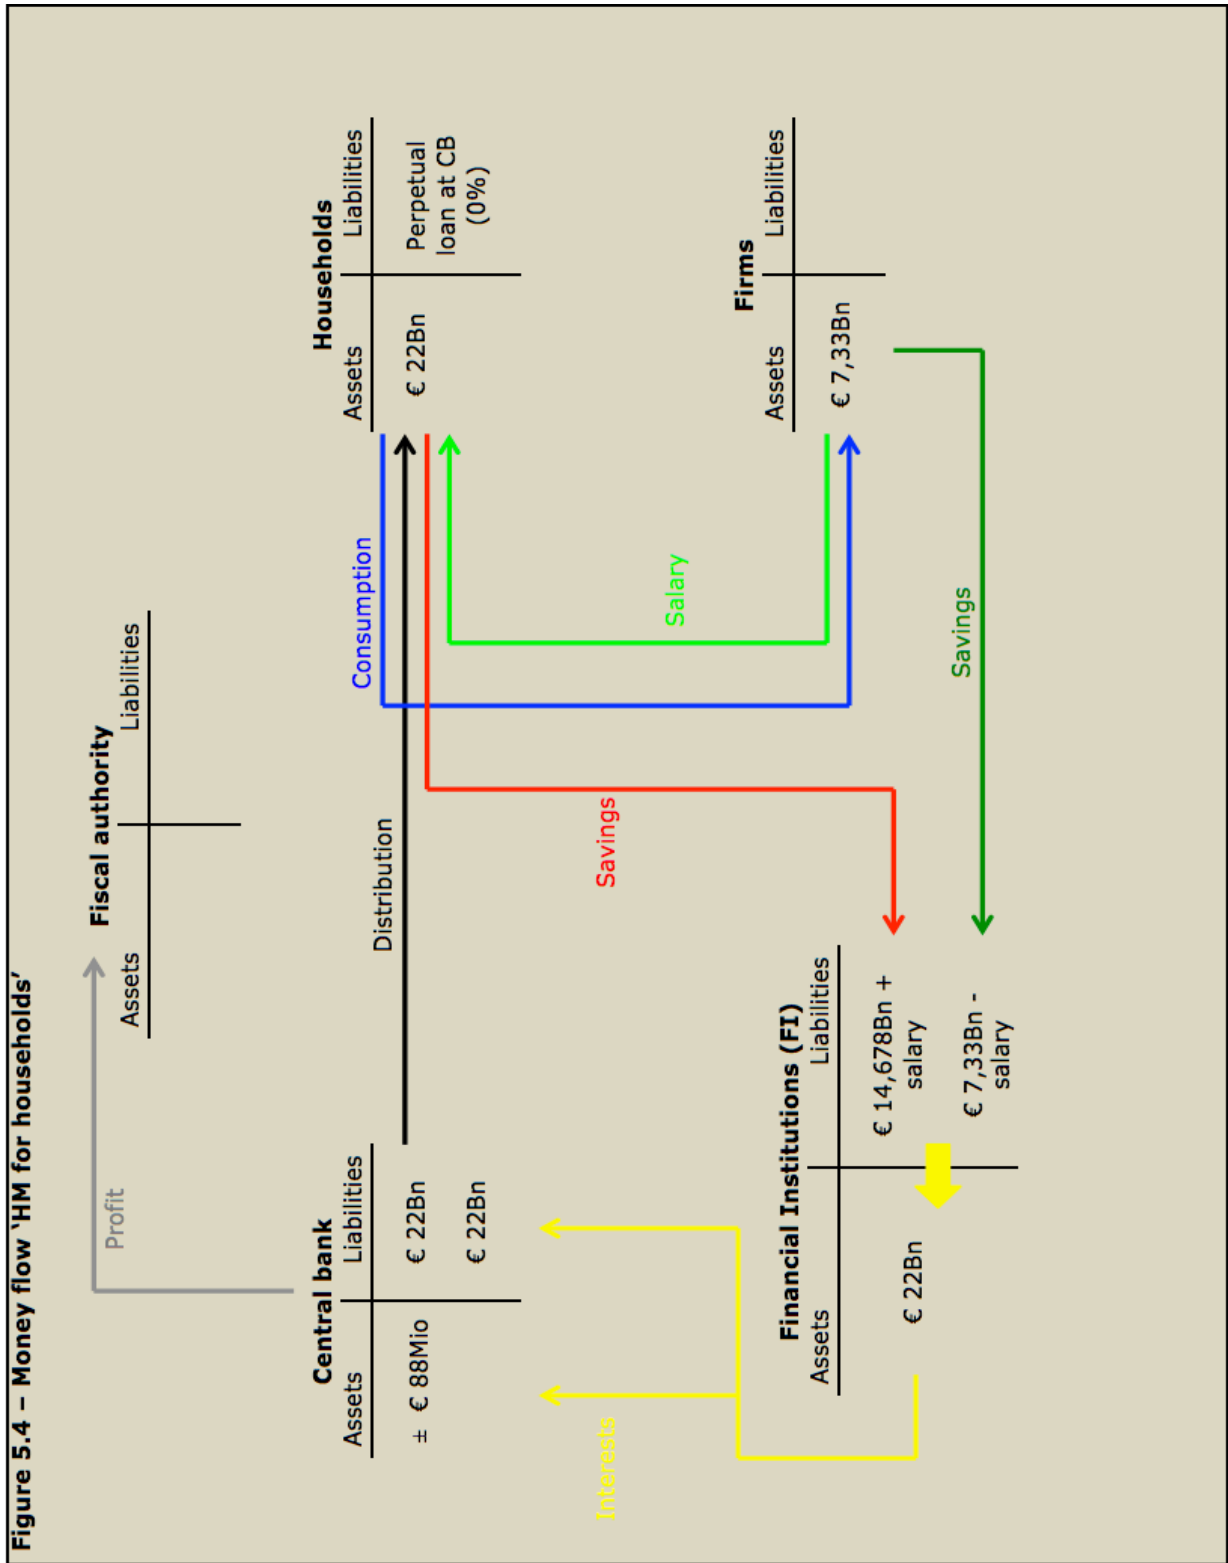 Figure 5.4 – Money flow ‘HM for households’
Profit
Fiscal authority
Assets
Liabilities
Central bank
Assets
Liabilities
± € 88Mio
€ 22Bn
€ 22Bn
Distribution
Consumption
Households
Assets
Liabilities
€ 22Bn
Perpetual
loan at CB
(0%)
Interests
Savings
Salary
Financial Institutions (FI)
Assets
Liabilities
€ 22Bn
€ 14,678Bn +
salary
€ 7,33Bn -
salary
Firms
Assets
Liabilities
€ 7,33Bn
Savings